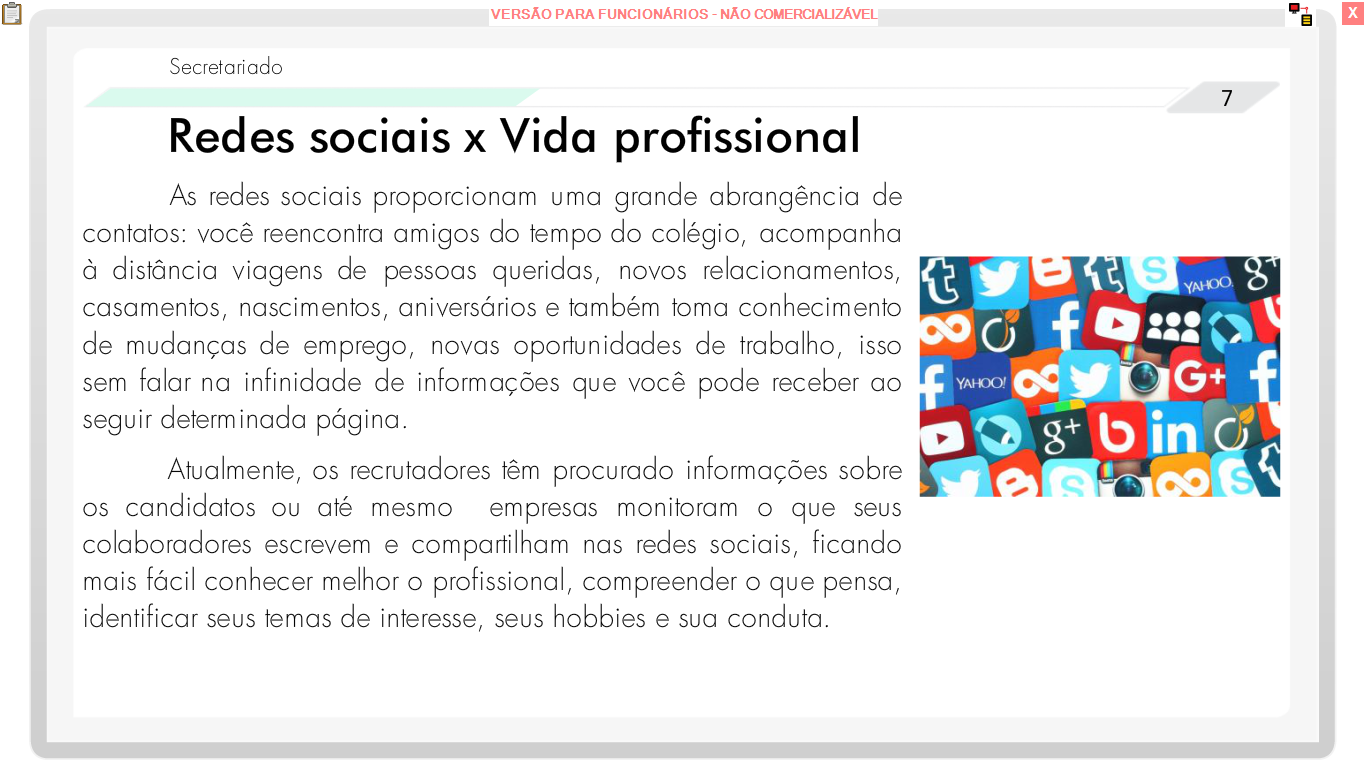 VERSÃO PARA FUNCIONÁRIOS - NÃO COMERCIALIZÁVEL
X
Secretariado
7
Redes sociais x Vida profissional
As redes sociais proporcionam uma grande abrangência de
contatos: você reencontra amigos do tempo do colégio, acompanha
à distância viagens de pessoas queridas, novos relacionamentos,
casamentos, nascimentos, aniversários e também toma conhecimento
de mudanças de emprego, novas oportunidades de trabalho, isso
sem falar na infinidade de informações que você pode receber ao
seguir determinada página.
Atualmente, os recrutadores têm procurado informações sobre
os candidatos ou até mesmo empresas monitoram o que seus
colaboradores escrevem e compartilham nas redes sociais, ficando
mais fácil conhecer melhor o profissional, compreender o que pensa,
identificar seus temas de interesse, seus hobbies e sua conduta.
YAHOO!
g+
YAHOO!
G+
g+
in